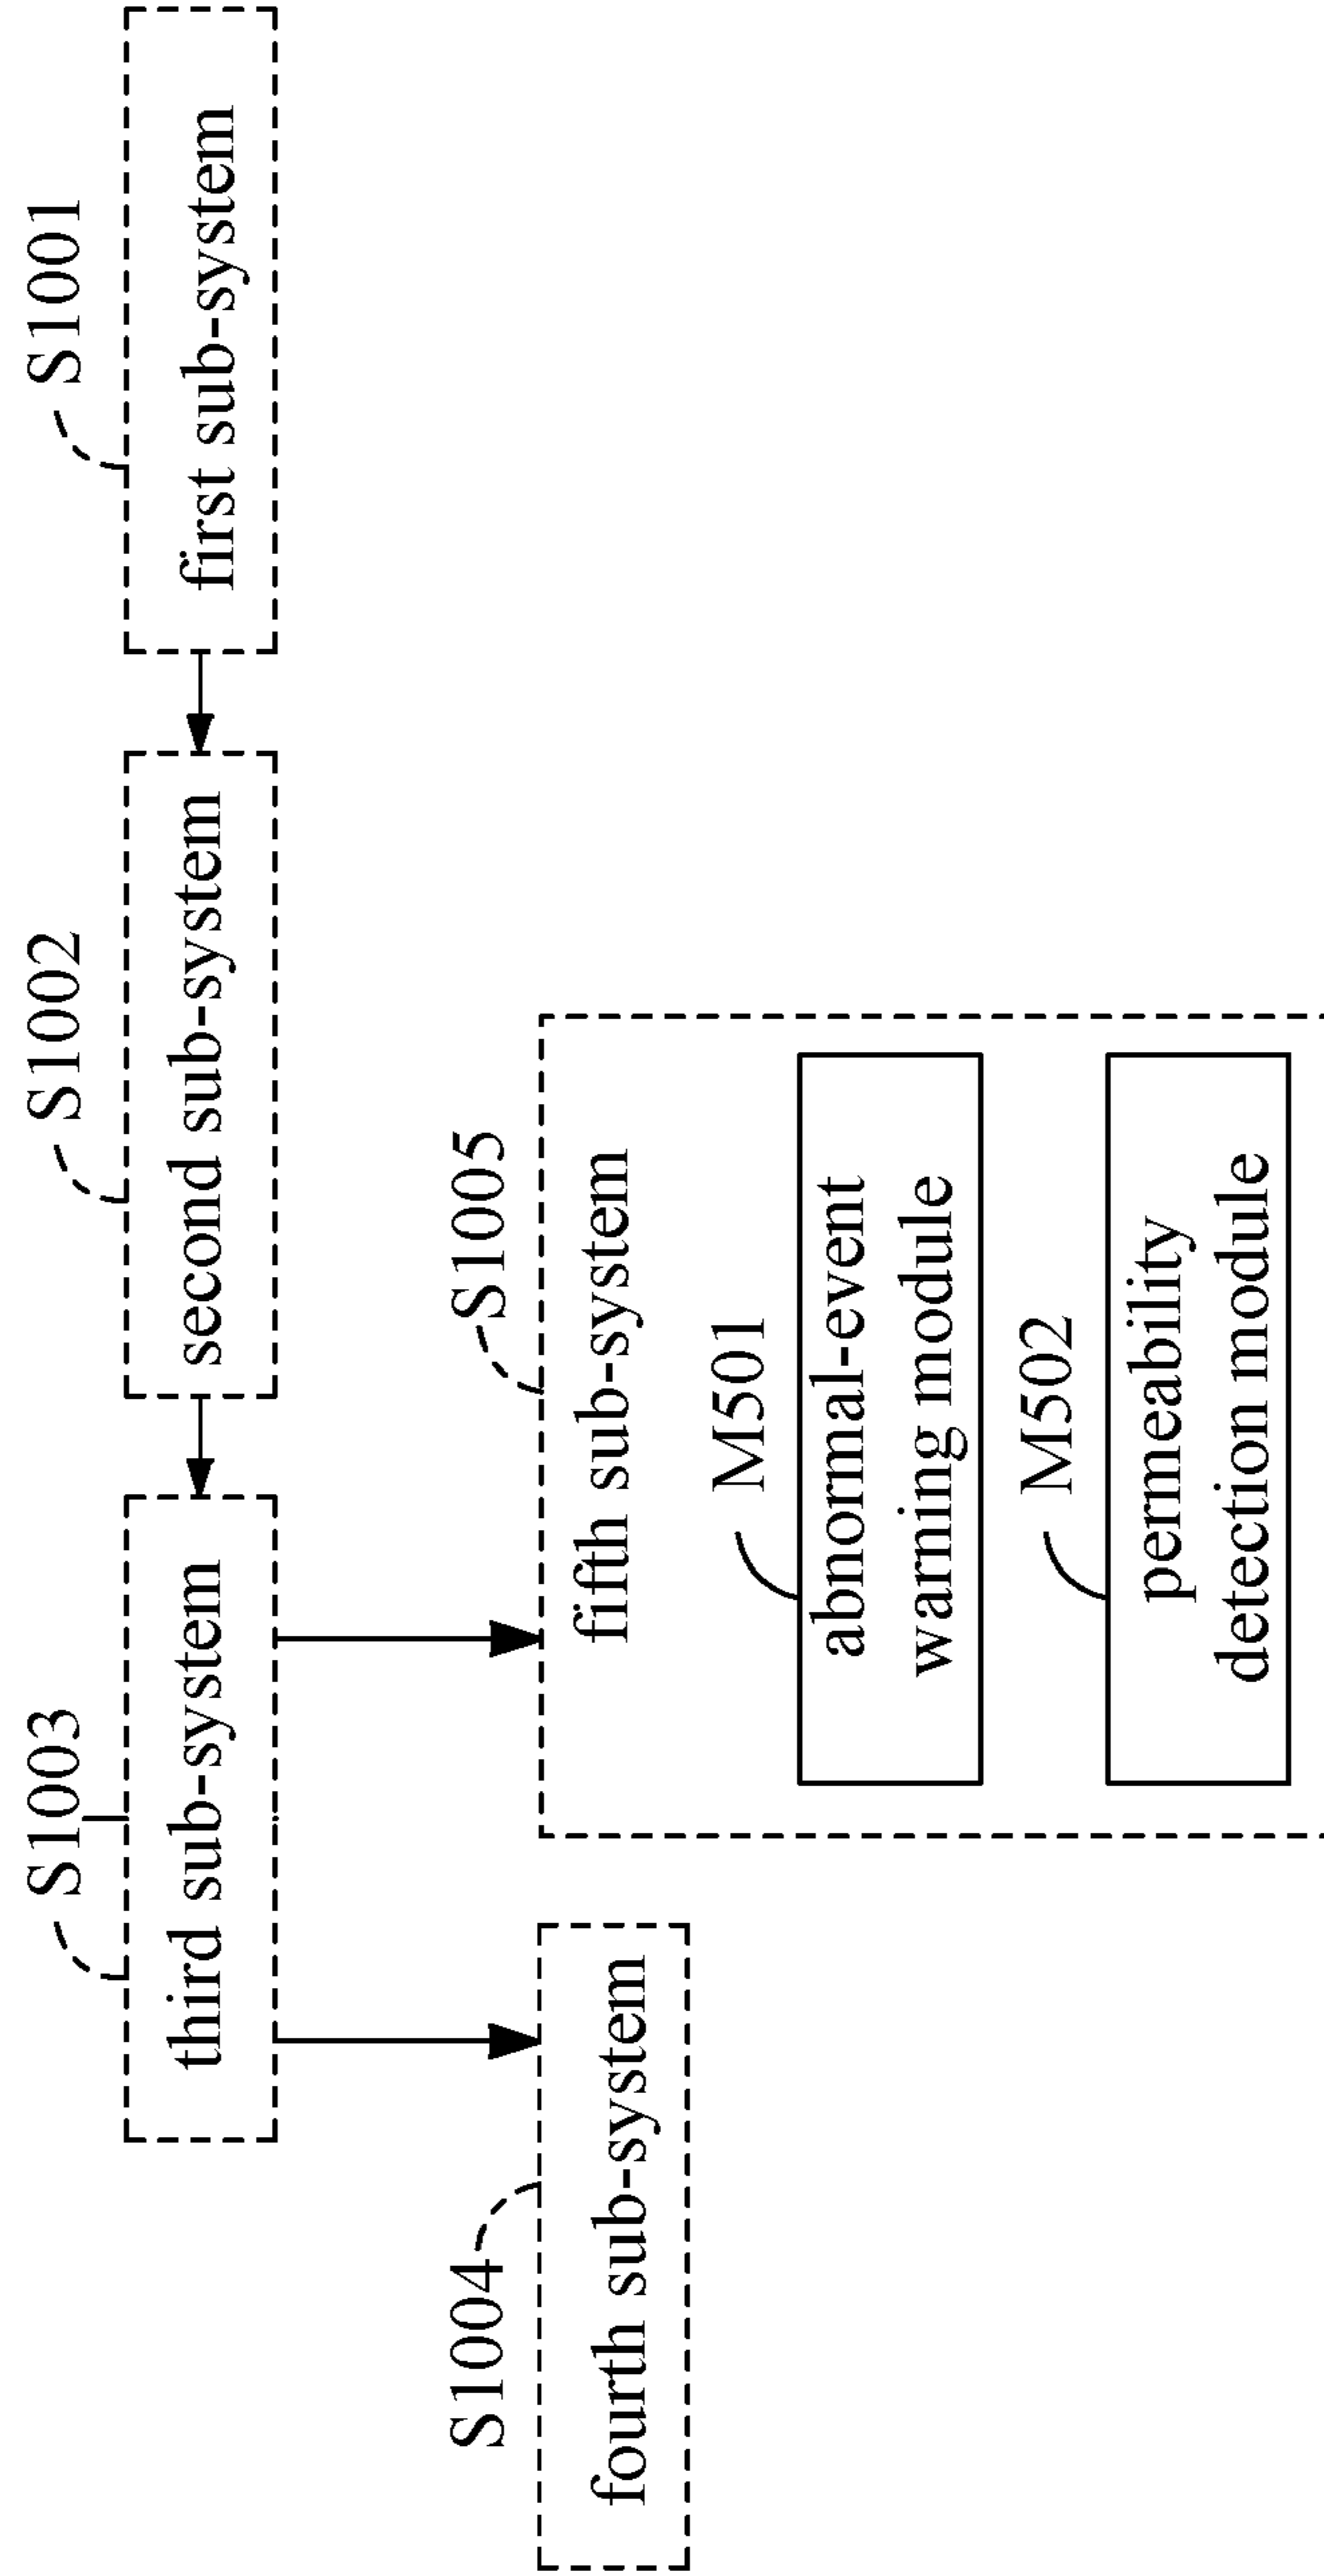 S1003
third sub-system
S1002
second sub-system
S1001
first sub-system
S1004
fourth sub-system
S1005
fifth sub-system
M501
abnormal-event
warning module
M502
permeability
detection module